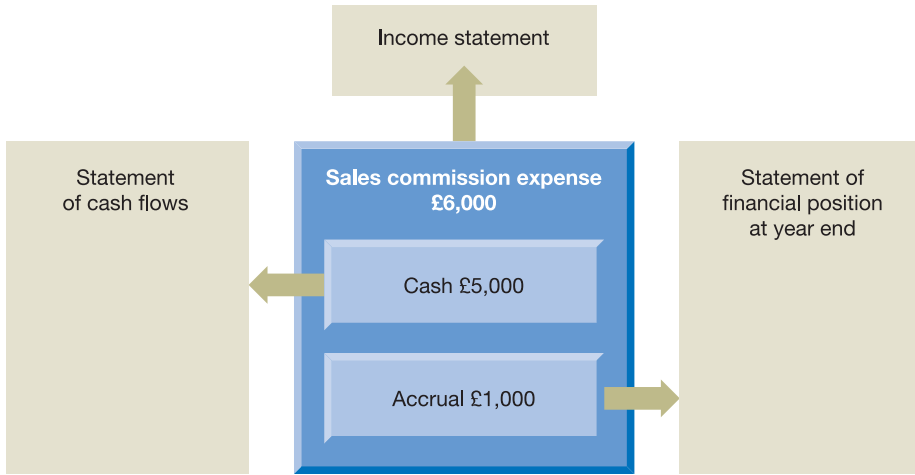 Income statement
Statement
of cash flows
Sales commission expense
£6,000
Cash £5,000
Accrual £1,000
Statement of
financial position
at year end